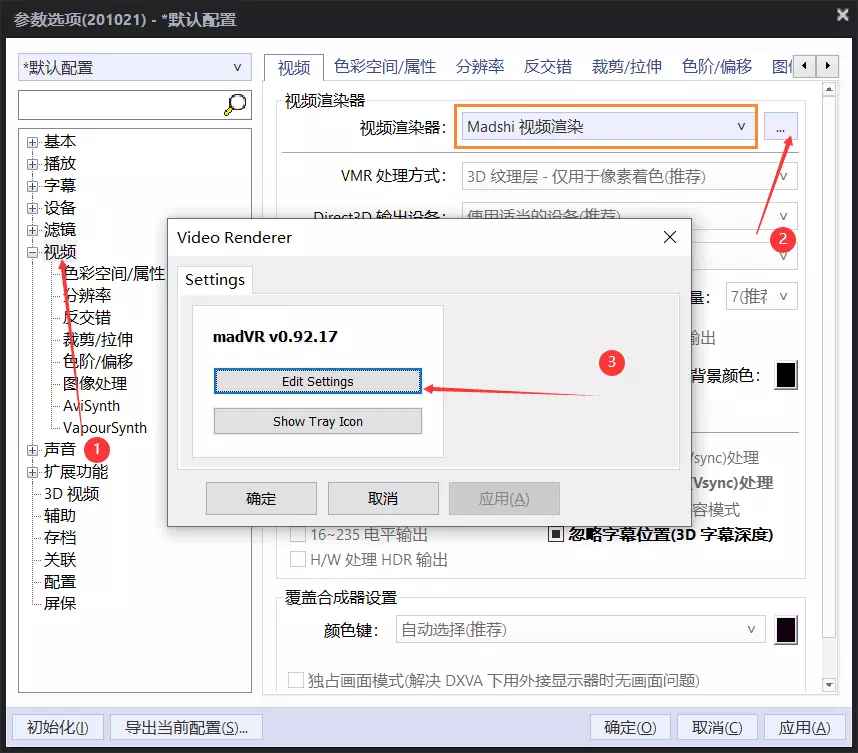 参数选项(201021) - *默认配置
*默认配置
基本
播放
字幕
设备
滤镜
视频
色彩空间/属性
分辨率
反交错
裁剪/拉伸
色阶/偏移
图像处理
AviSynth
VapourSynth
声音
扩展功能
3D 视频
辅助
存档
关联
配置
屏保
1
视频 色彩空间/属性 分辨率 反交错 裁剪/拉伸 色阶/偏移
视频渲染器
视频渲染器: Madshi 视频渲染 ...
VMR 处理方式: 3D 纹理层 - 仅用于像素着色(推荐)
Direct3D 输出设备: 使用适当的设备(推荐)
2
量: 7(推荐
输出
背景颜色:
Vsync)处理
(Vsync)处理
容模式
Video Renderer
Settings
madVR v0.92.17
Edit Settings
Show Tray Icon
3
确定 取消 应用(A)
16~235 电平输出 忽略字幕位置(3D 字幕深度)
H/W 处理 HDR 输出
覆盖合成器设置
颜色键: 自动选择(推荐)
独占画面模式(解决 DXVA 下用外接显示器时无画面问题)
初始化(I) 导出当前配置(S)... 确定(O) 取消(C) 应用(A)